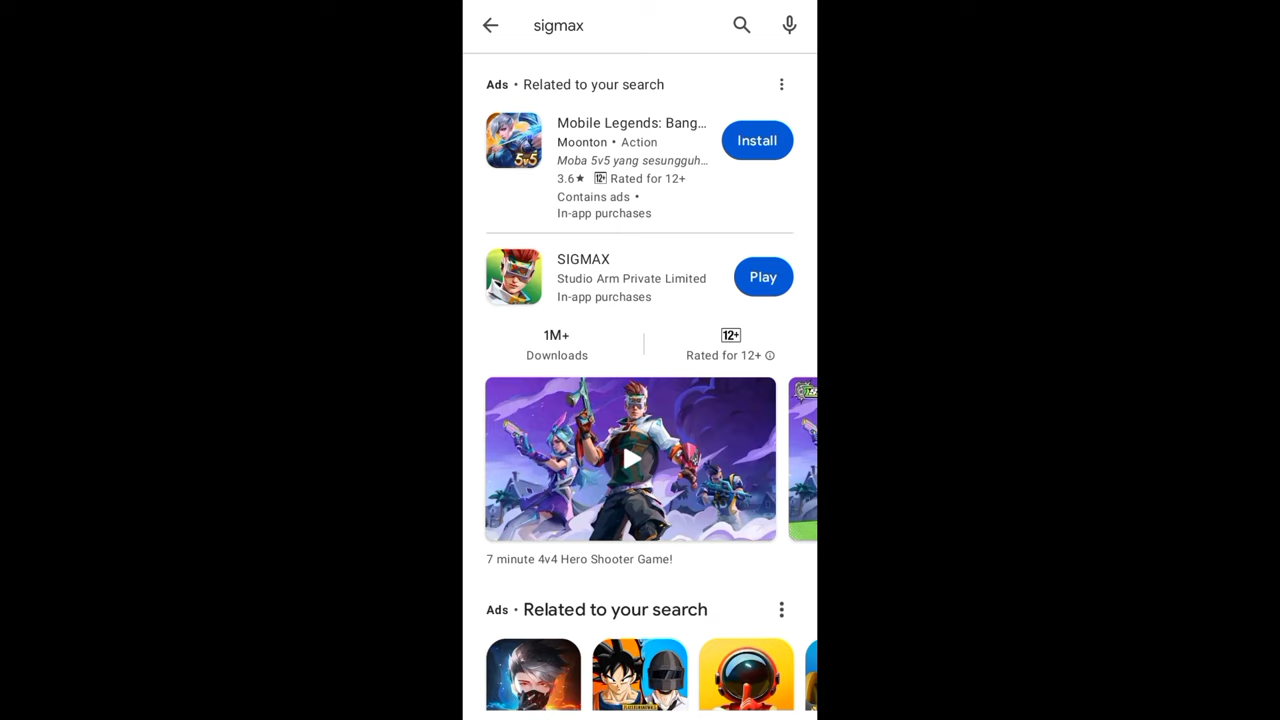 sigmax
Ads • Related to your search
Mobile Legends: Bang…
Moonton • Action
Moba 5v5 yang sesungguh…
3.6★ 12+ Rated for 12+
Contains ads •
In-app purchases
Install
5v5
SIGMAX
Studio Arm Private Limited
In-app purchases
Play
1M+
Downloads
12+
Rated for 12+
7 minute 4v4 Hero Shooter Game!
Ads • Related to your search